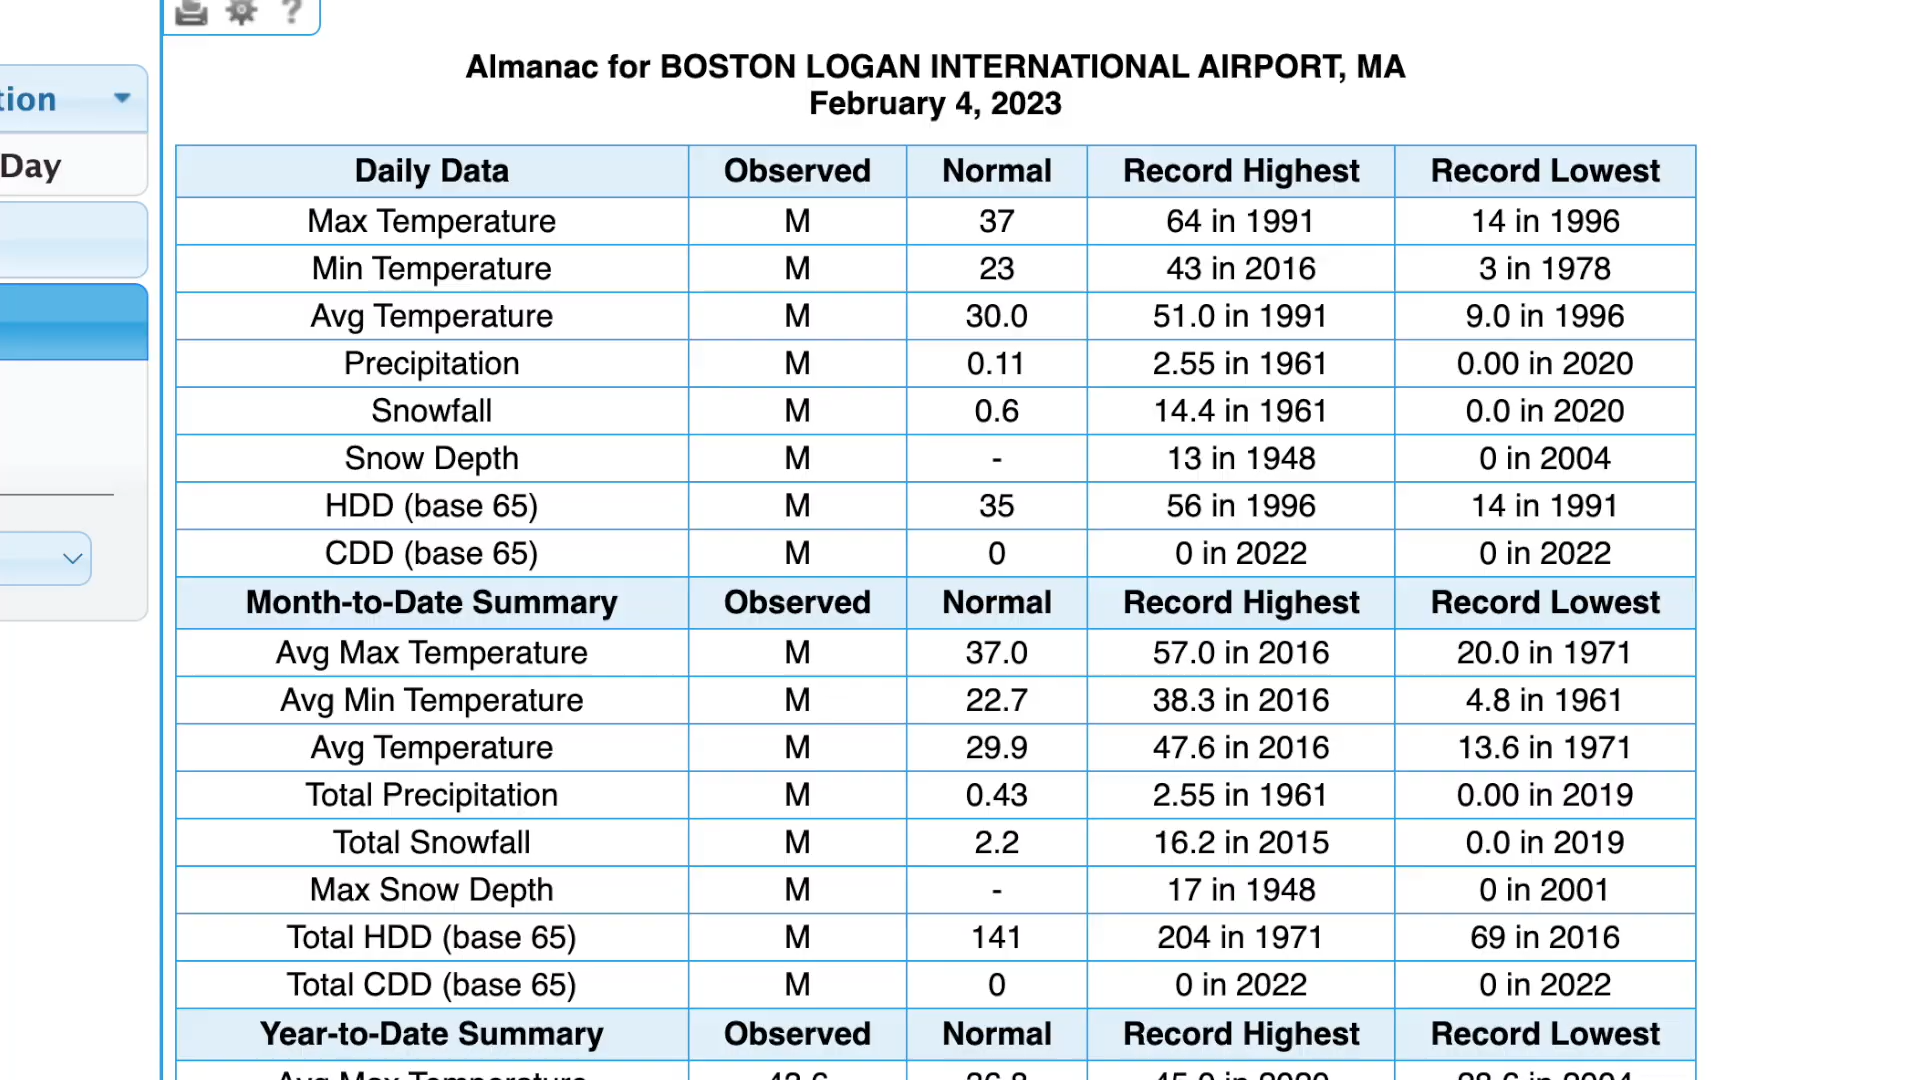 ?
Almanac for BOSTON LOGAN INTERNATIONAL AIRPORT, MA
February 4, 2023
tion
Day
Daily Data Observed Normal Record Highest Record Lowest
Max Temperature M 37 64 in 1991 14 in 1996
Min Temperature M 23 43 in 2016 3 in 1978
Avg Temperature M 30.0 51.0 in 1991 9.0 in 1996
Precipitation M 0.11 2.55 in 1961 0.00 in 2020
Snowfall M 0.6 14.4 in 1961 0.0 in 2020
Snow Depth M - 13 in 1948 0 in 2004
HDD (base 65) M 35 56 in 1996 14 in 1991
CDD (base 65) M 0 0 in 2022 0 in 2022
Month-to-Date Summary Observed Normal Record Highest Record Lowest
Avg Max Temperature M 37.0 57.0 in 2016 20.0 in 1971
Avg Min Temperature M 22.7 38.3 in 2016 4.8 in 1961
Avg Temperature M 29.9 47.6 in 2016 13.6 in 1971
Total Precipitation M 0.43 2.55 in 1961 0.00 in 2019
Total Snowfall M 2.2 16.2 in 2015 0.0 in 2019
Max Snow Depth M - 17 in 1948 0 in 2001
Total HDD (base 65) M 141 204 in 1971 69 in 2016
Total CDD (base 65) M 0 0 in 2022 0 in 2022
Year-to-Date Summary Observed Normal Record Highest Record Lowest
Avg Max Temperature